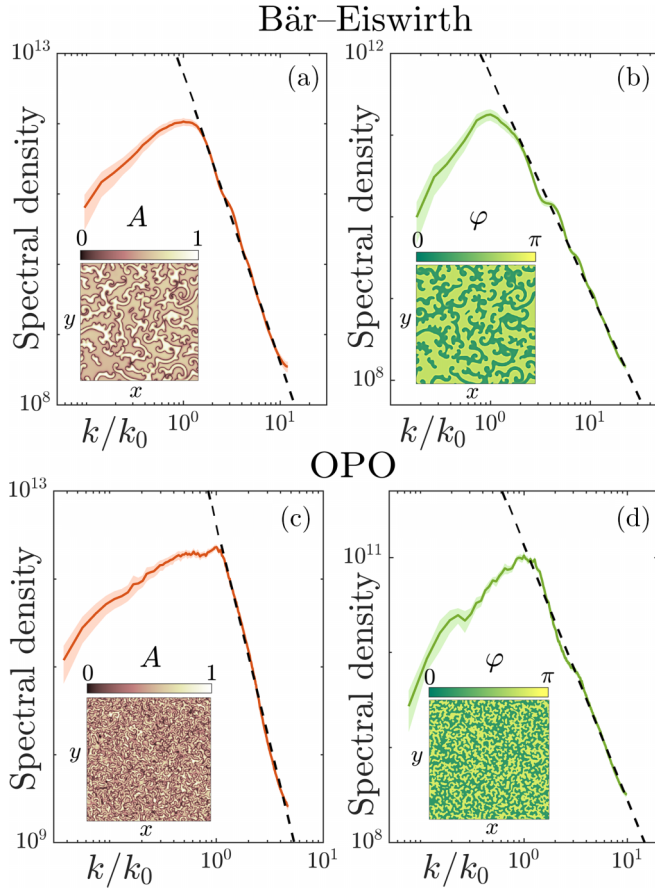 Bär–Eiswirth
10^13
(a)
Spectral density
A
0 1
y
x
10^8
k/k_0
10^0
10^1
10^12
(b)
Spectral density
φ
0 π
y
x
10^8
k/k_0
10^0
10^1
OPO
10^13
(c)
Spectral density
A
0 1
y
x
10^9
k/k_0
10^0
10^1
(d)
10^11
Spectral density
φ
0 π
y
x
10^8
k/k_0
10^0
10^1